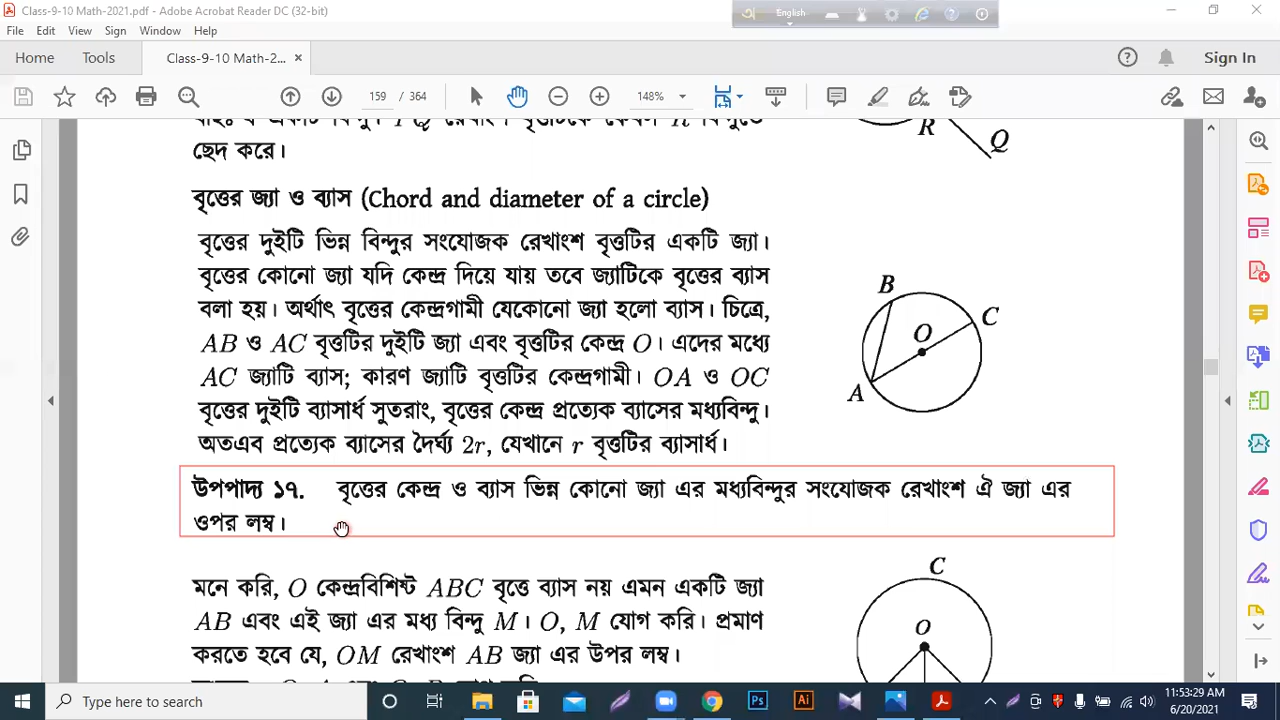 Class-9-10 Math-2021.pdf - Adobe Acrobat Reader DC (32-bit)
English
File Edit View Sign Window Help
Home Tools Class-9-10 Math-2... × Sign In
159 / 364 148%
R
Q
ছেদ করে।
বৃত্তের জ্যা ও ব্যাস (Chord and diameter of a circle)
বৃত্তের দুইটি ভিন্ন বিন্দুর সংযোজক রেখাংশ বৃত্তটির একটি জ্যা।
বৃত্তের কোনো জ্যা যদি কেন্দ্র দিয়ে যায় তবে জ্যাটিকে বৃত্তের ব্যাস
বলা হয়। অর্থাৎ বৃত্তের কেন্দ্রগামী যেকোনো জ্যা হলো ব্যাস। চিত্রে,
AB ও AC বৃত্তটির দুইটি জ্যা এবং বৃত্তটির কেন্দ্র O। এদের মধ্যে
AC জ্যাটি ব্যাস; কারণ জ্যাটি বৃত্তটির কেন্দ্রগামী। OA ও OC
বৃত্তের দুইটি ব্যাসার্ধ সুতরাং, বৃত্তের কেন্দ্র প্রত্যেক ব্যাসের মধ্যবিন্দু।
অতএব প্রত্যেক ব্যাসের দৈর্ঘ্য 2r, যেখানে r বৃত্তটির ব্যাসার্ধ।
B
C
O
A
উপপাদ্য ১৭. বৃত্তের কেন্দ্র ও ব্যাস ভিন্ন কোনো জ্যা এর মধ্যবিন্দুর সংযোজক রেখাংশ ঐ জ্যা এর
ওপর লম্ব।
মনে করি, O কেন্দ্রবিশিষ্ট ABC বৃত্তে ব্যাস নয় এমন একটি জ্যা
AB এবং এই জ্যা এর মধ্য বিন্দু M। O, M যোগ করি। প্রমাণ
করতে হবে যে, OM রেখাংশ AB জ্যা এর উপর লম্ব।
C
O
Type here to search
Ps
Ai
11:53:29 AM
6/20/2021